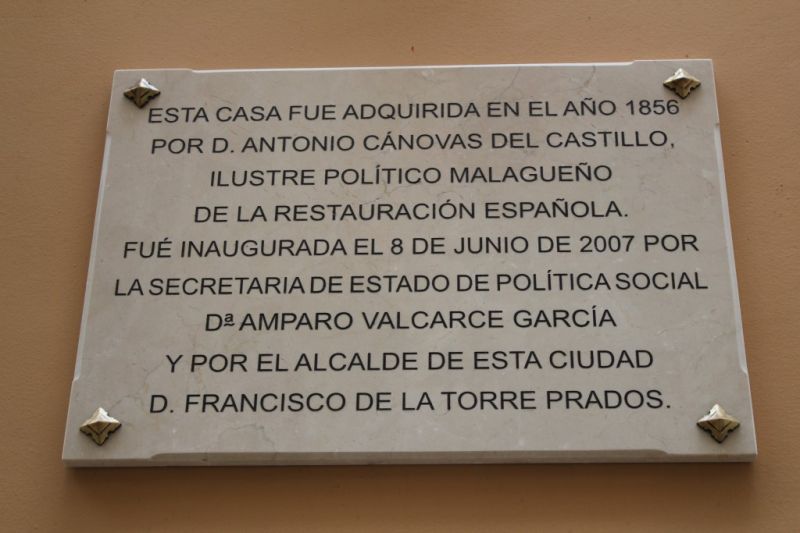 ESTA CASA FUE ADQUIRIDA EN EL AÑO 1856
POR D. ANTONIO CÁNOVAS DEL CASTILLO,
ILUSTRE POLÍTICO MALAGUEÑO
DE LA RESTAURACIÓN ESPAÑOLA.
FUÉ INAUGURADA EL 8 DE JUNIO DE 2007 POR
LA SECRETARIA DE ESTADO DE POLÍTICA SOCIAL
Dª AMPARO VALCARCE GARCÍA
Y POR EL ALCALDE DE ESTA CIUDAD
D. FRANCISCO DE LA TORRE PRADOS.